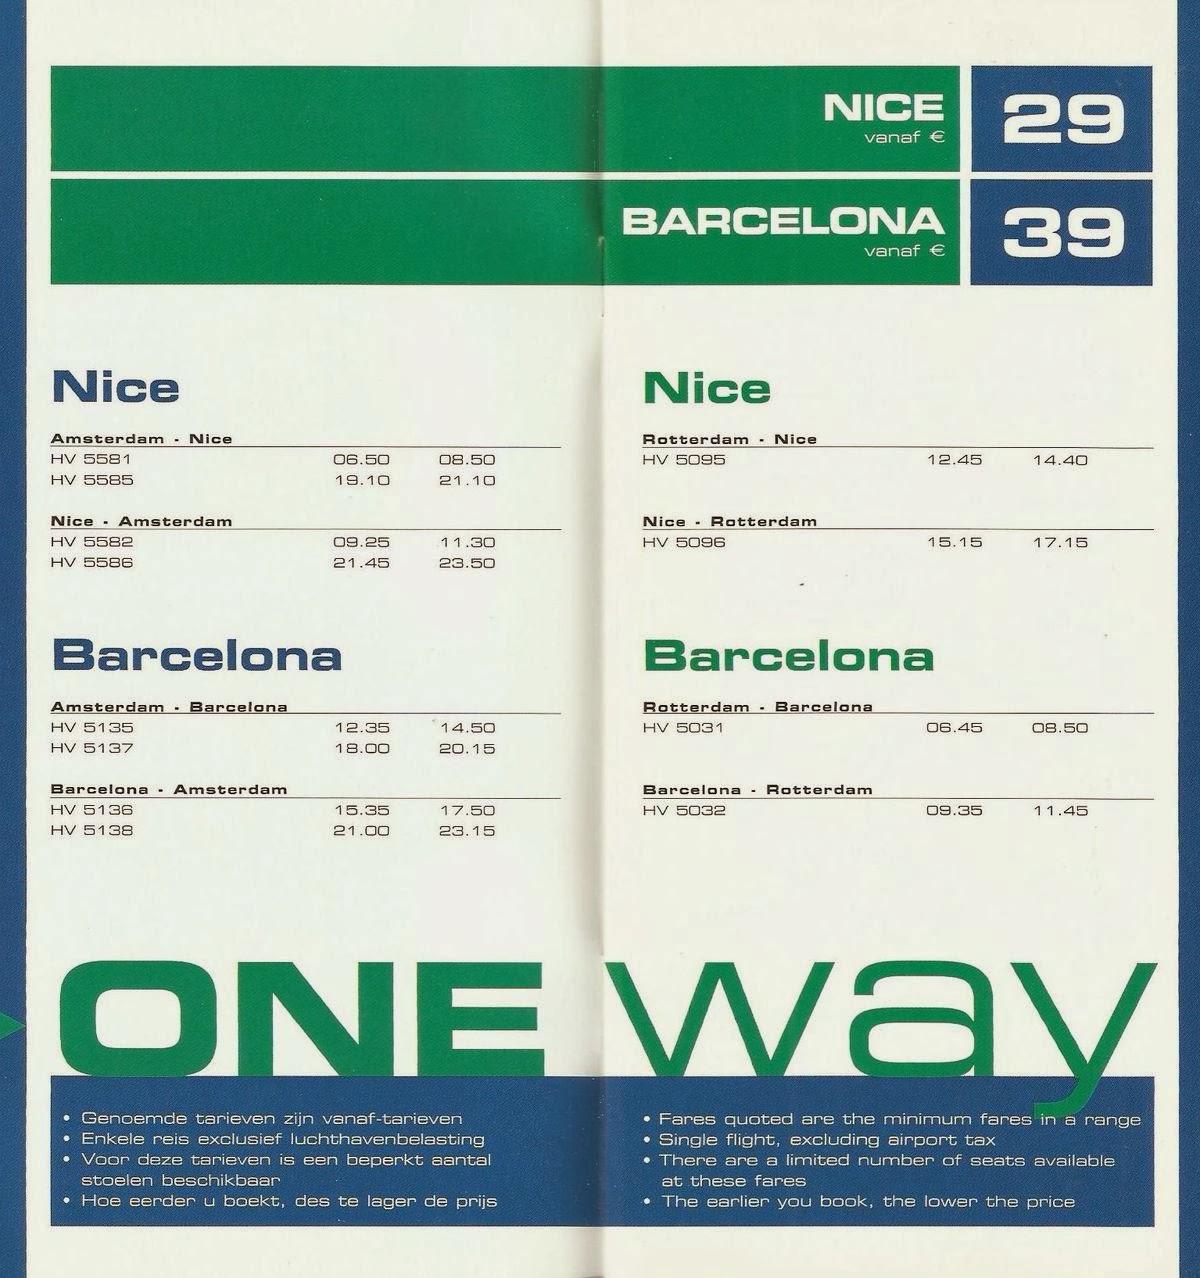 NICE
vanaf €
29
BARCELONA
vanaf €
39
Nice
Amsterdam - Nice
HV 5581 06.50 08.50
HV 5585 19.10 21.10
Nice - Amsterdam
HV 5582 09.25 11.30
HV 5586 21.45 23.50
Barcelona
Amsterdam - Barcelona
HV 5135 12.35 14.50
HV 5137 18.00 20.15
Barcelona - Amsterdam
HV 5136 15.35 17.50
HV 5138 21.00 23.15
Nice
Rotterdam - Nice
HV 5095 12.45 14.40
Nice - Rotterdam
HV 5096 15.15 17.15
Barcelona
Rotterdam - Barcelona
HV 5031 06.45 08.50
Barcelona - Rotterdam
HV 5032 09.35 11.45
ONE way
• Genoemde tarieven zijn vanaf-tarieven
• Enkele reis exclusief luchthavenbelasting
• Voor deze tarieven is een beperkt aantal
stoelen beschikbaar
• Hoe eerder u boekt, des te lager de prijs
• Fares quoted are the minimum fares in a range
• Single flight, excluding airport tax
• There are a limited number of seats available
at these fares
• The earlier you book, the lower the price